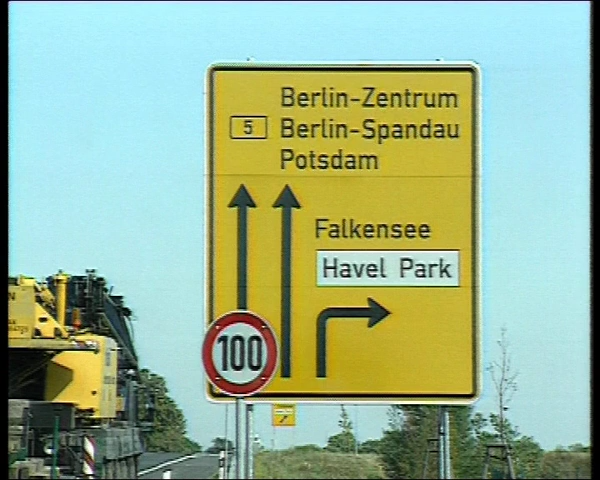 Berlin-Zentrum
5
Berlin-Spandau
Potsdam
Falkensee
Havel Park
100